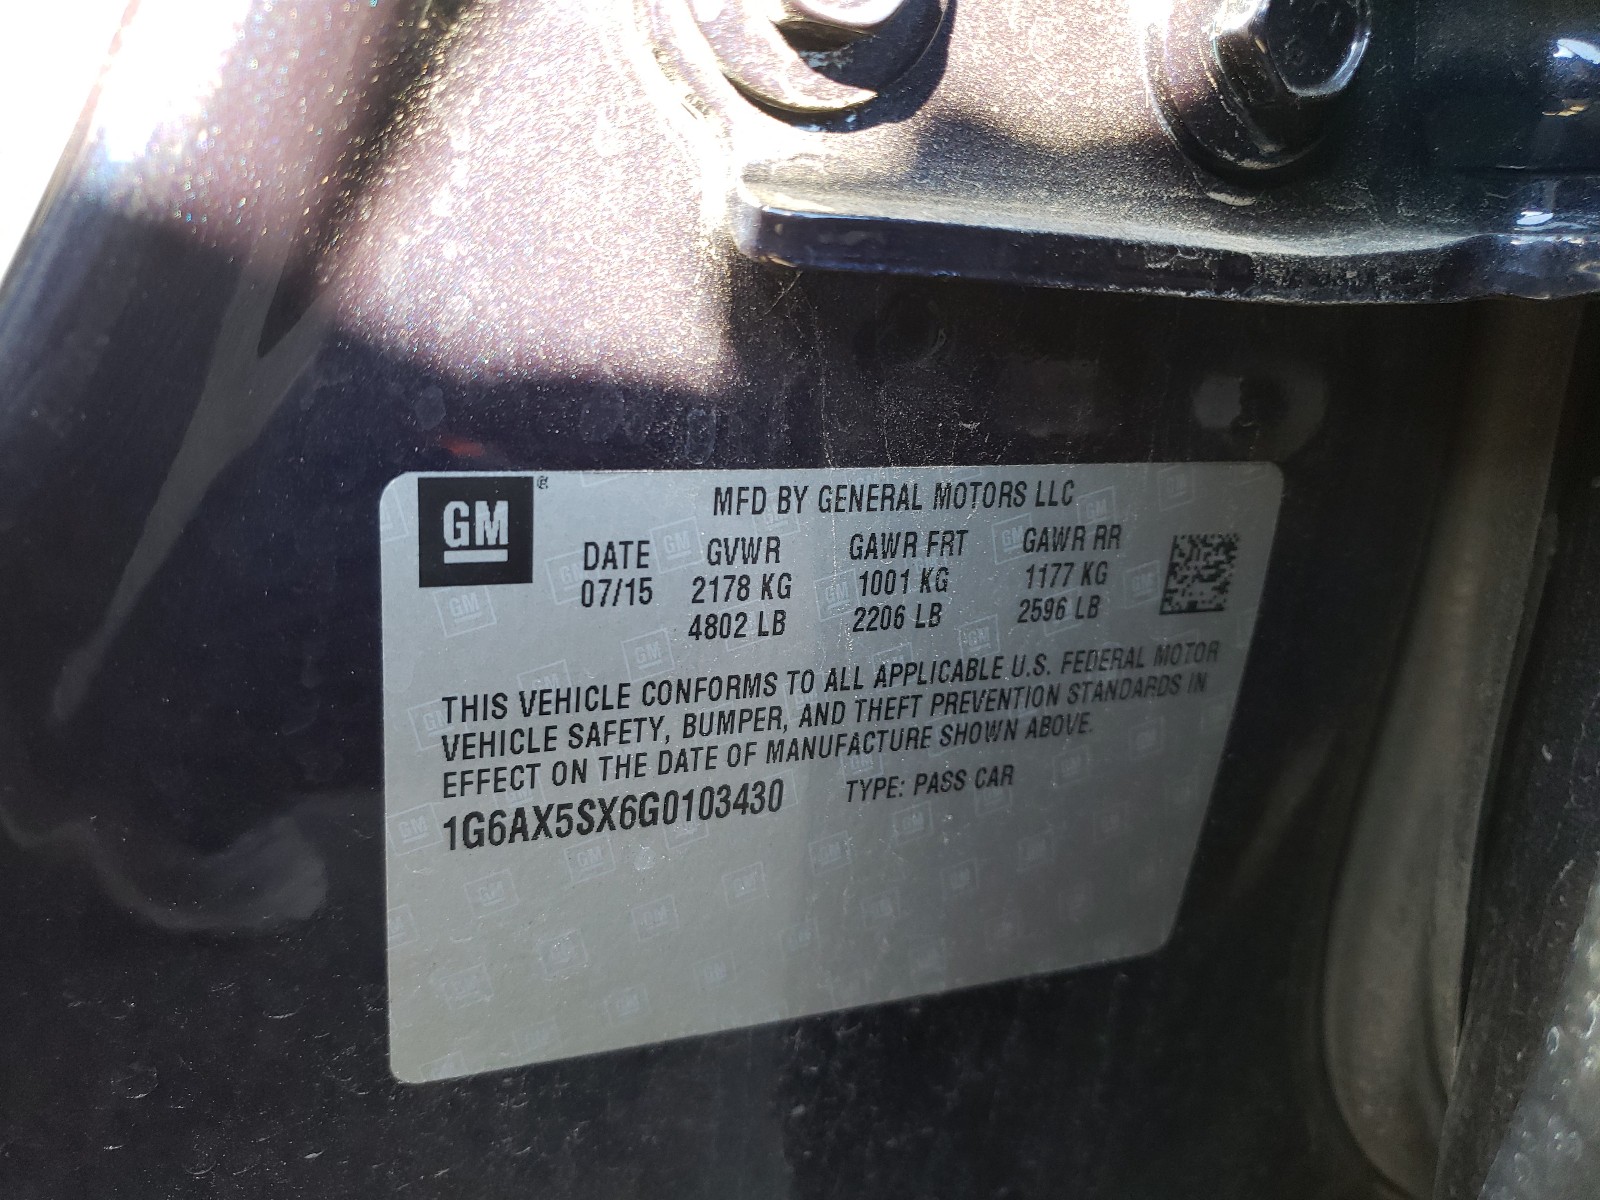 GM
MFD BY GENERAL MOTORS LLC
DATE GVWR GAWR FRT GAWR RR
07/15 2178 KG 1001 KG 1177 KG
4802 LB 2206 LB 2596 LB
THIS VEHICLE CONFORMS TO ALL APPLICABLE U.S. FEDERAL MOTOR
VEHICLE SAFETY, BUMPER, AND THEFT PREVENTION STANDARDS IN
EFFECT ON THE DATE OF MANUFACTURE SHOWN ABOVE.
1G6AX5SX6G0103430 TYPE: PASS CAR